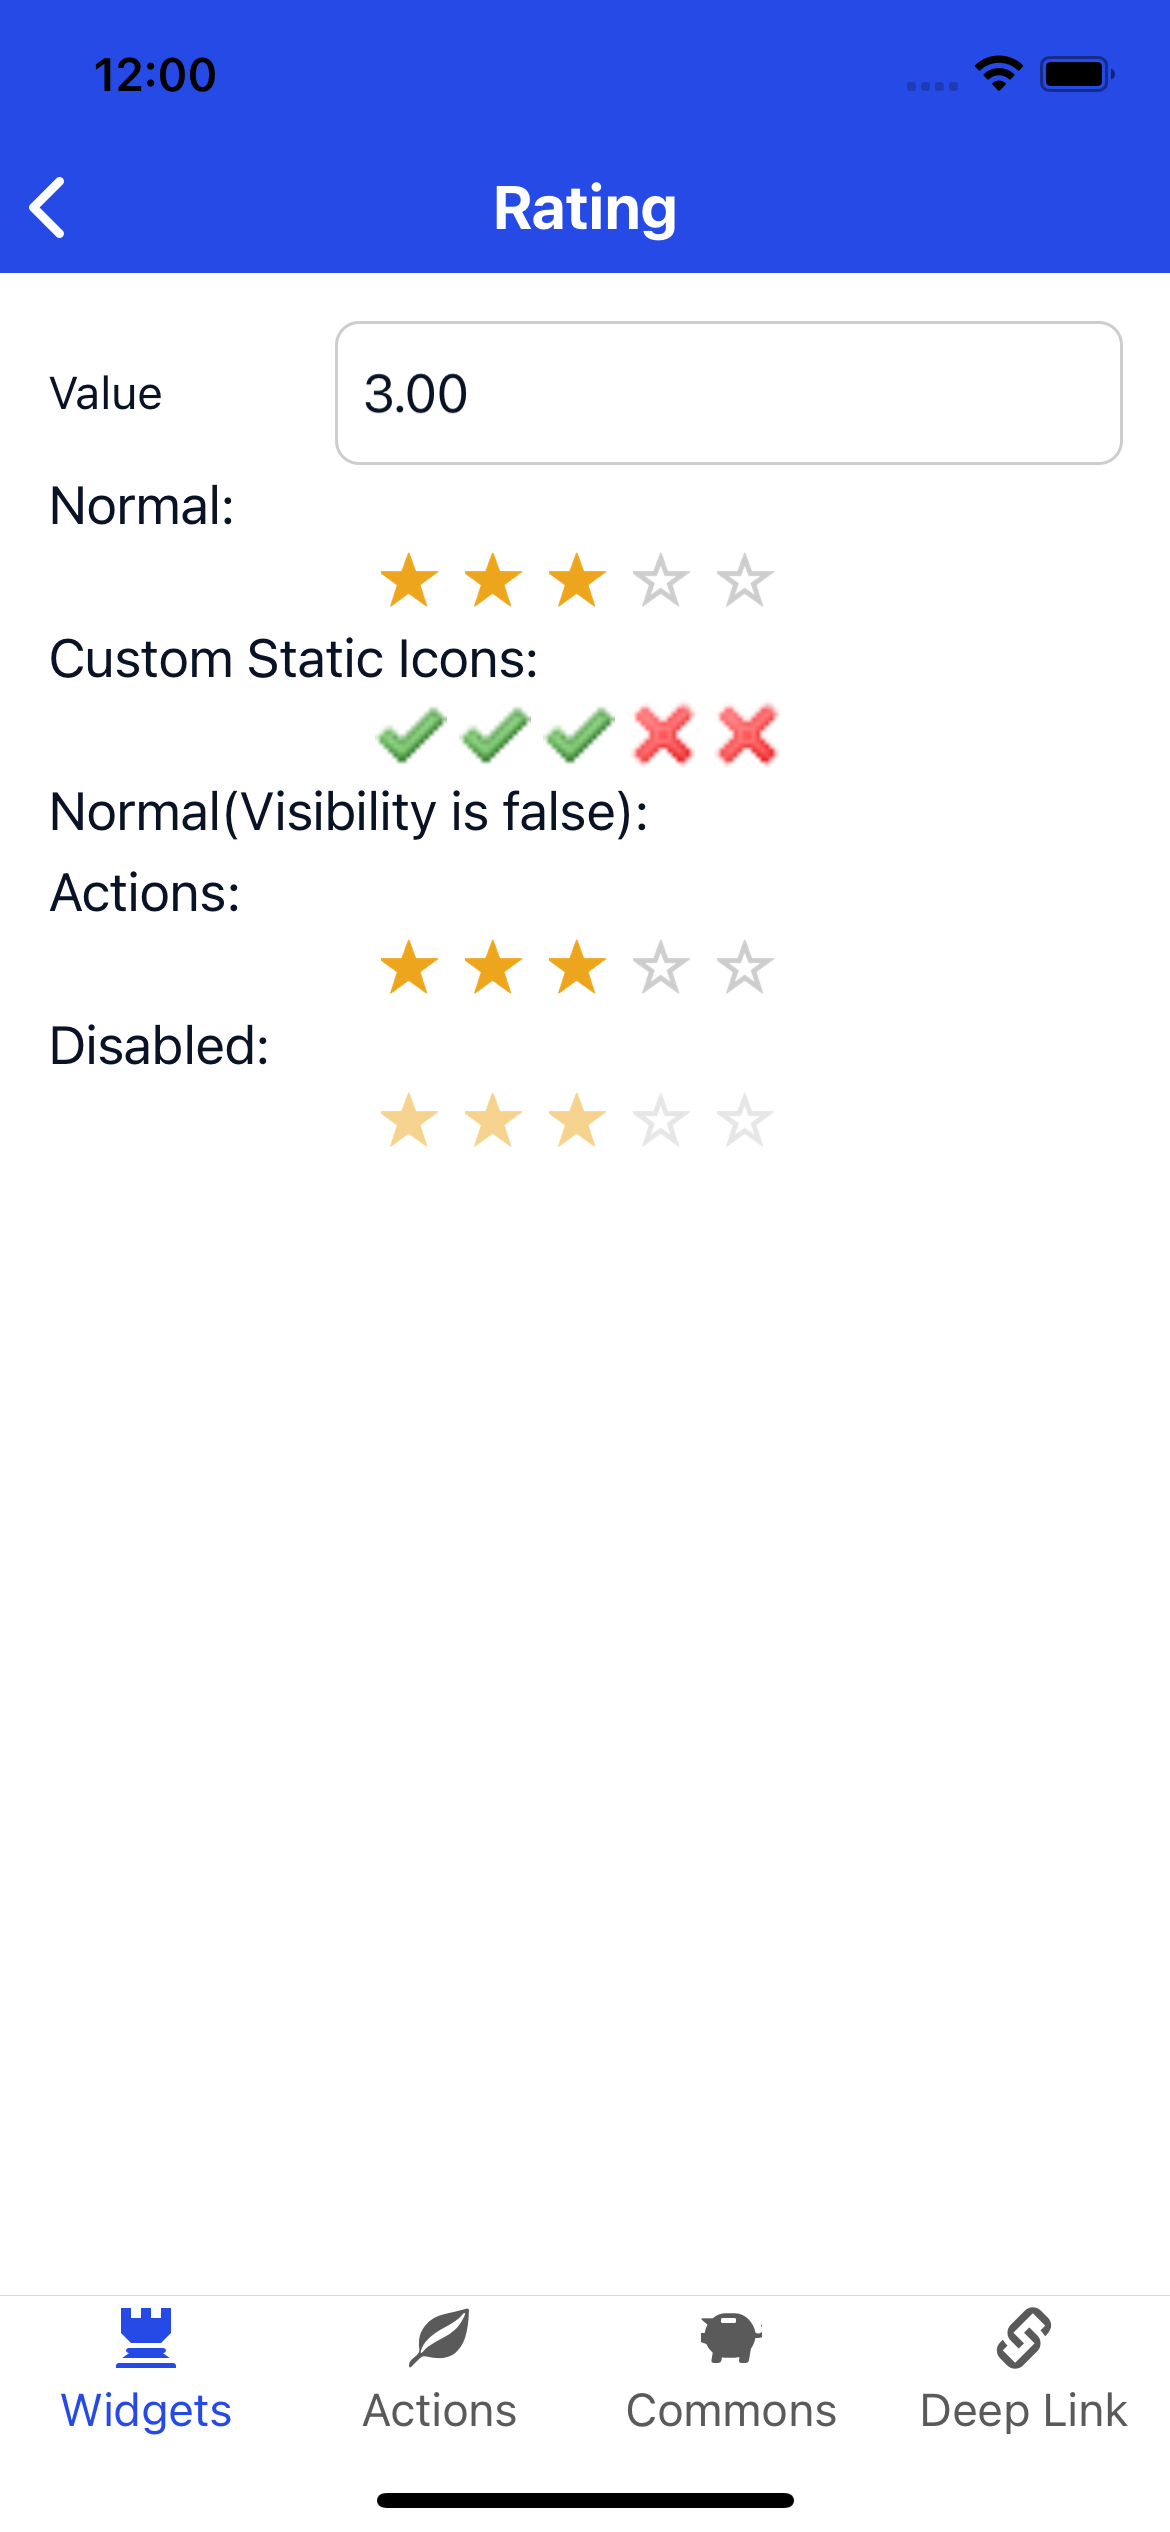 12:00
Rating
Value
3.00
Normal:
Custom Static Icons:
Normal(Visibility is false):
Actions:
Disabled:
Widgets
Actions
Commons
Deep Link